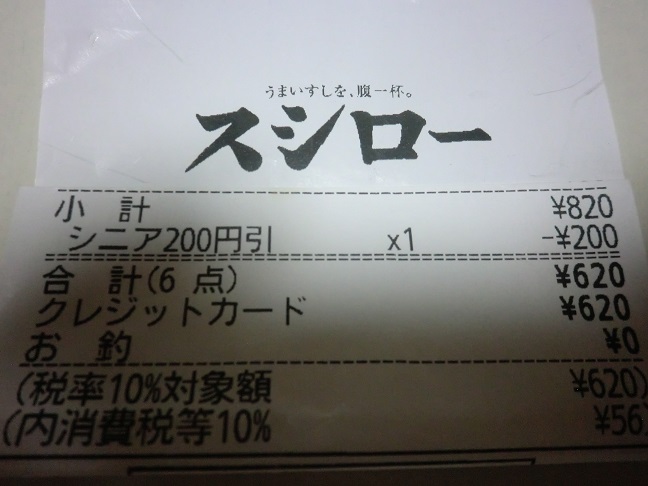 うまいすしを、腹一杯。
スシロー
小 計 ¥820
シニア200円引 x1 -¥200
合 計(6 点) ¥620
クレジットカード ¥620
お 釣 ¥0
(税率10%対象額 ¥620)
(内消費税等10% ¥56)